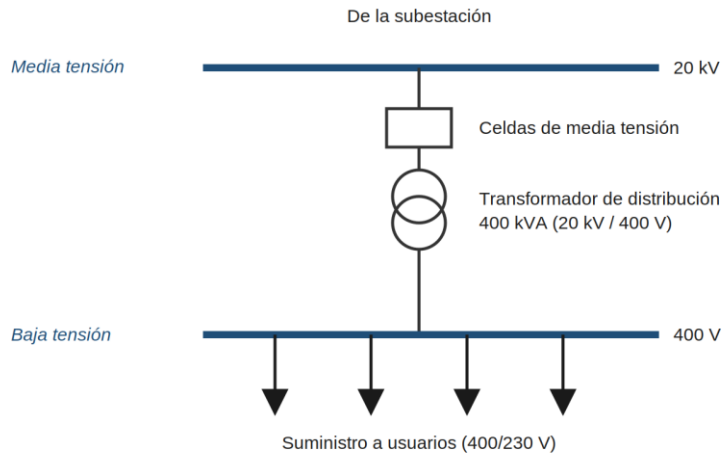 De la subestación
Media tensión
20 kV
Celdas de media tensión
Transformador de distribución
400 kVA (20 kV / 400 V)
Baja tensión
400 V
Suministro a usuarios (400/230 V)